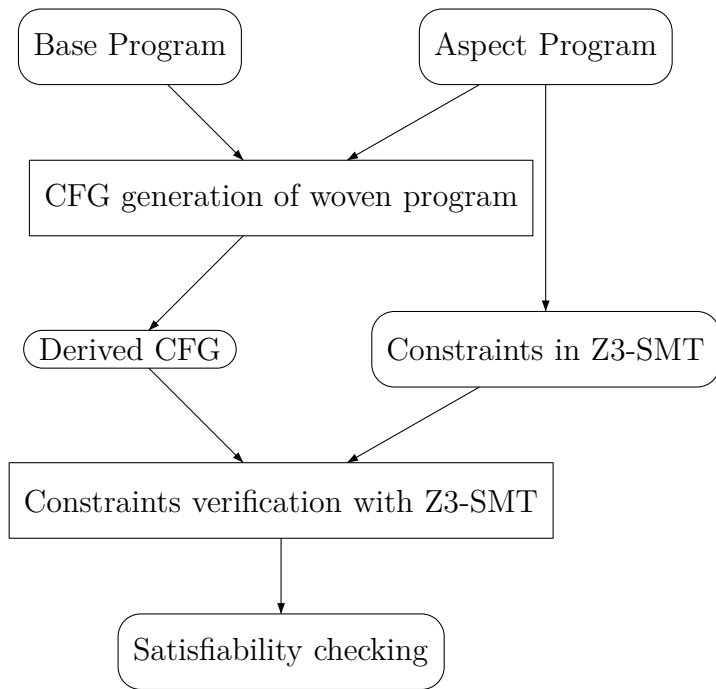 Base Program
Aspect Program
CFG generation of woven program
Derived CFG
Constraints in Z3-SMT
Constraints verification with Z3-SMT
Satisfiability checking